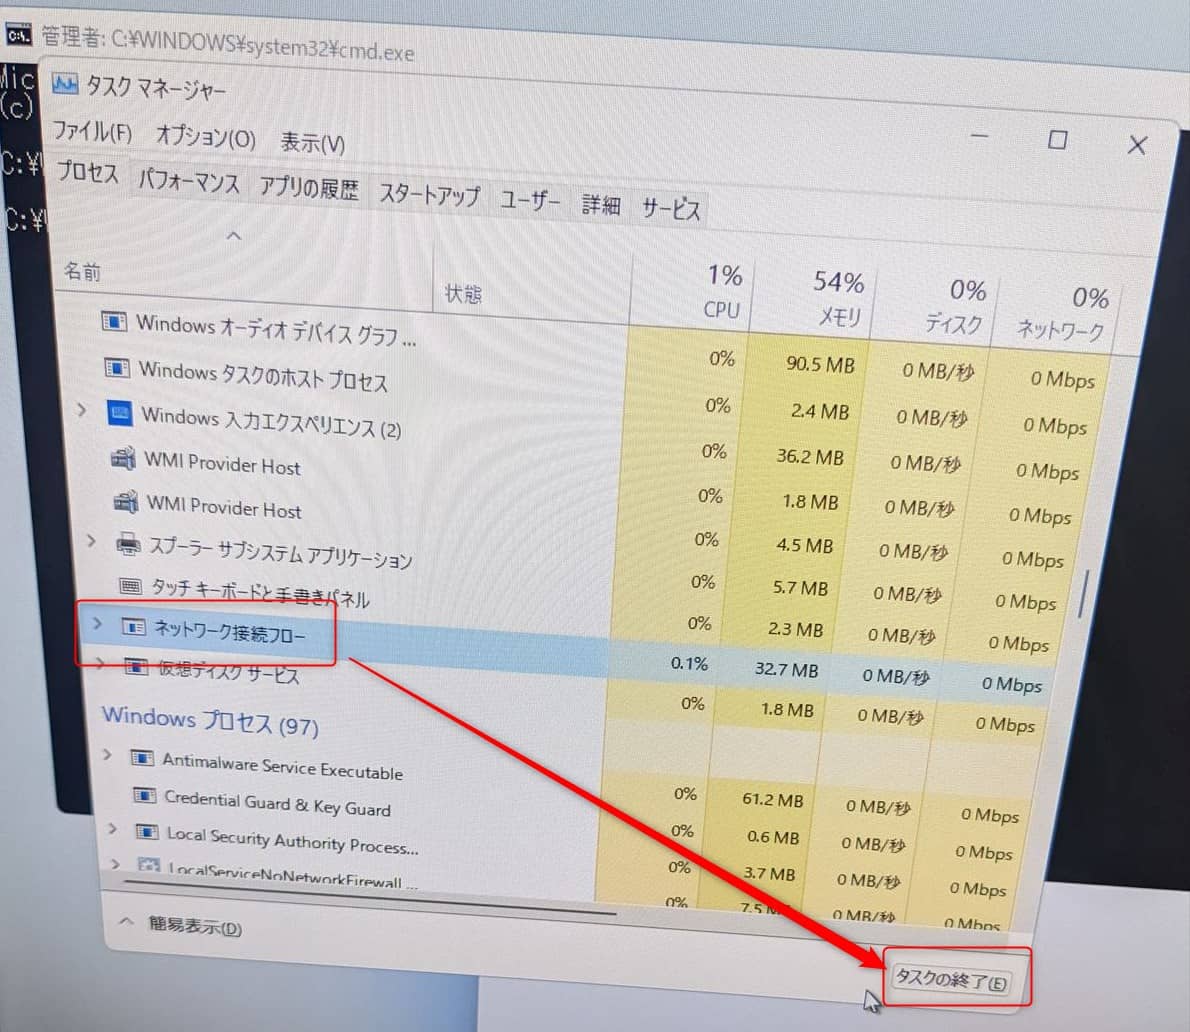 管理者: C:¥WINDOWS¥system32¥cmd.exe
Mic
(c)
C:¥
C:¥
タスク マネージャー
ファイル(F) オプション(O) 表示(V)
プロセス パフォーマンス アプリの履歴 スタートアップ ユーザー 詳細 サービス
1% 54% 0% 0%
名前 状態 CPU メモリ ディスク ネットワーク
Windows オーディオ デバイス グラフ... 0% 90.5 MB 0 MB/秒 0 Mbps
Windows タスクのホスト プロセス 0% 2.4 MB 0 MB/秒 0 Mbps
Windows 入力エクスペリエンス (2) 0% 36.2 MB 0 MB/秒 0 Mbps
WMI Provider Host 0% 1.8 MB 0 MB/秒 0 Mbps
WMI Provider Host 0% 4.5 MB 0 MB/秒 0 Mbps
スプーラー サブシステム アプリケーション 0% 5.7 MB 0 MB/秒 0 Mbps
タッチ キーボードと手書きパネル 0% 2.3 MB 0 MB/秒 0 Mbps
ネットワーク接続フロー 0.1% 32.7 MB 0 MB/秒 0 Mbps
仮想ディスク サービス 0% 1.8 MB 0 MB/秒 0 Mbps
Windows プロセス (97)
Antimalware Service Executable 0% 61.2 MB 0 MB/秒 0 Mbps
Credential Guard & Key Guard 0% 0.6 MB 0 MB/秒 0 Mbps
Local Security Authority Process... 0% 3.7 MB 0 MB/秒 0 Mbps
LocalServiceNoNetworkFirewall ... 0% 7.5 0 MB/秒 0 Mbps
簡易表示(D)
タスクの終了(E)